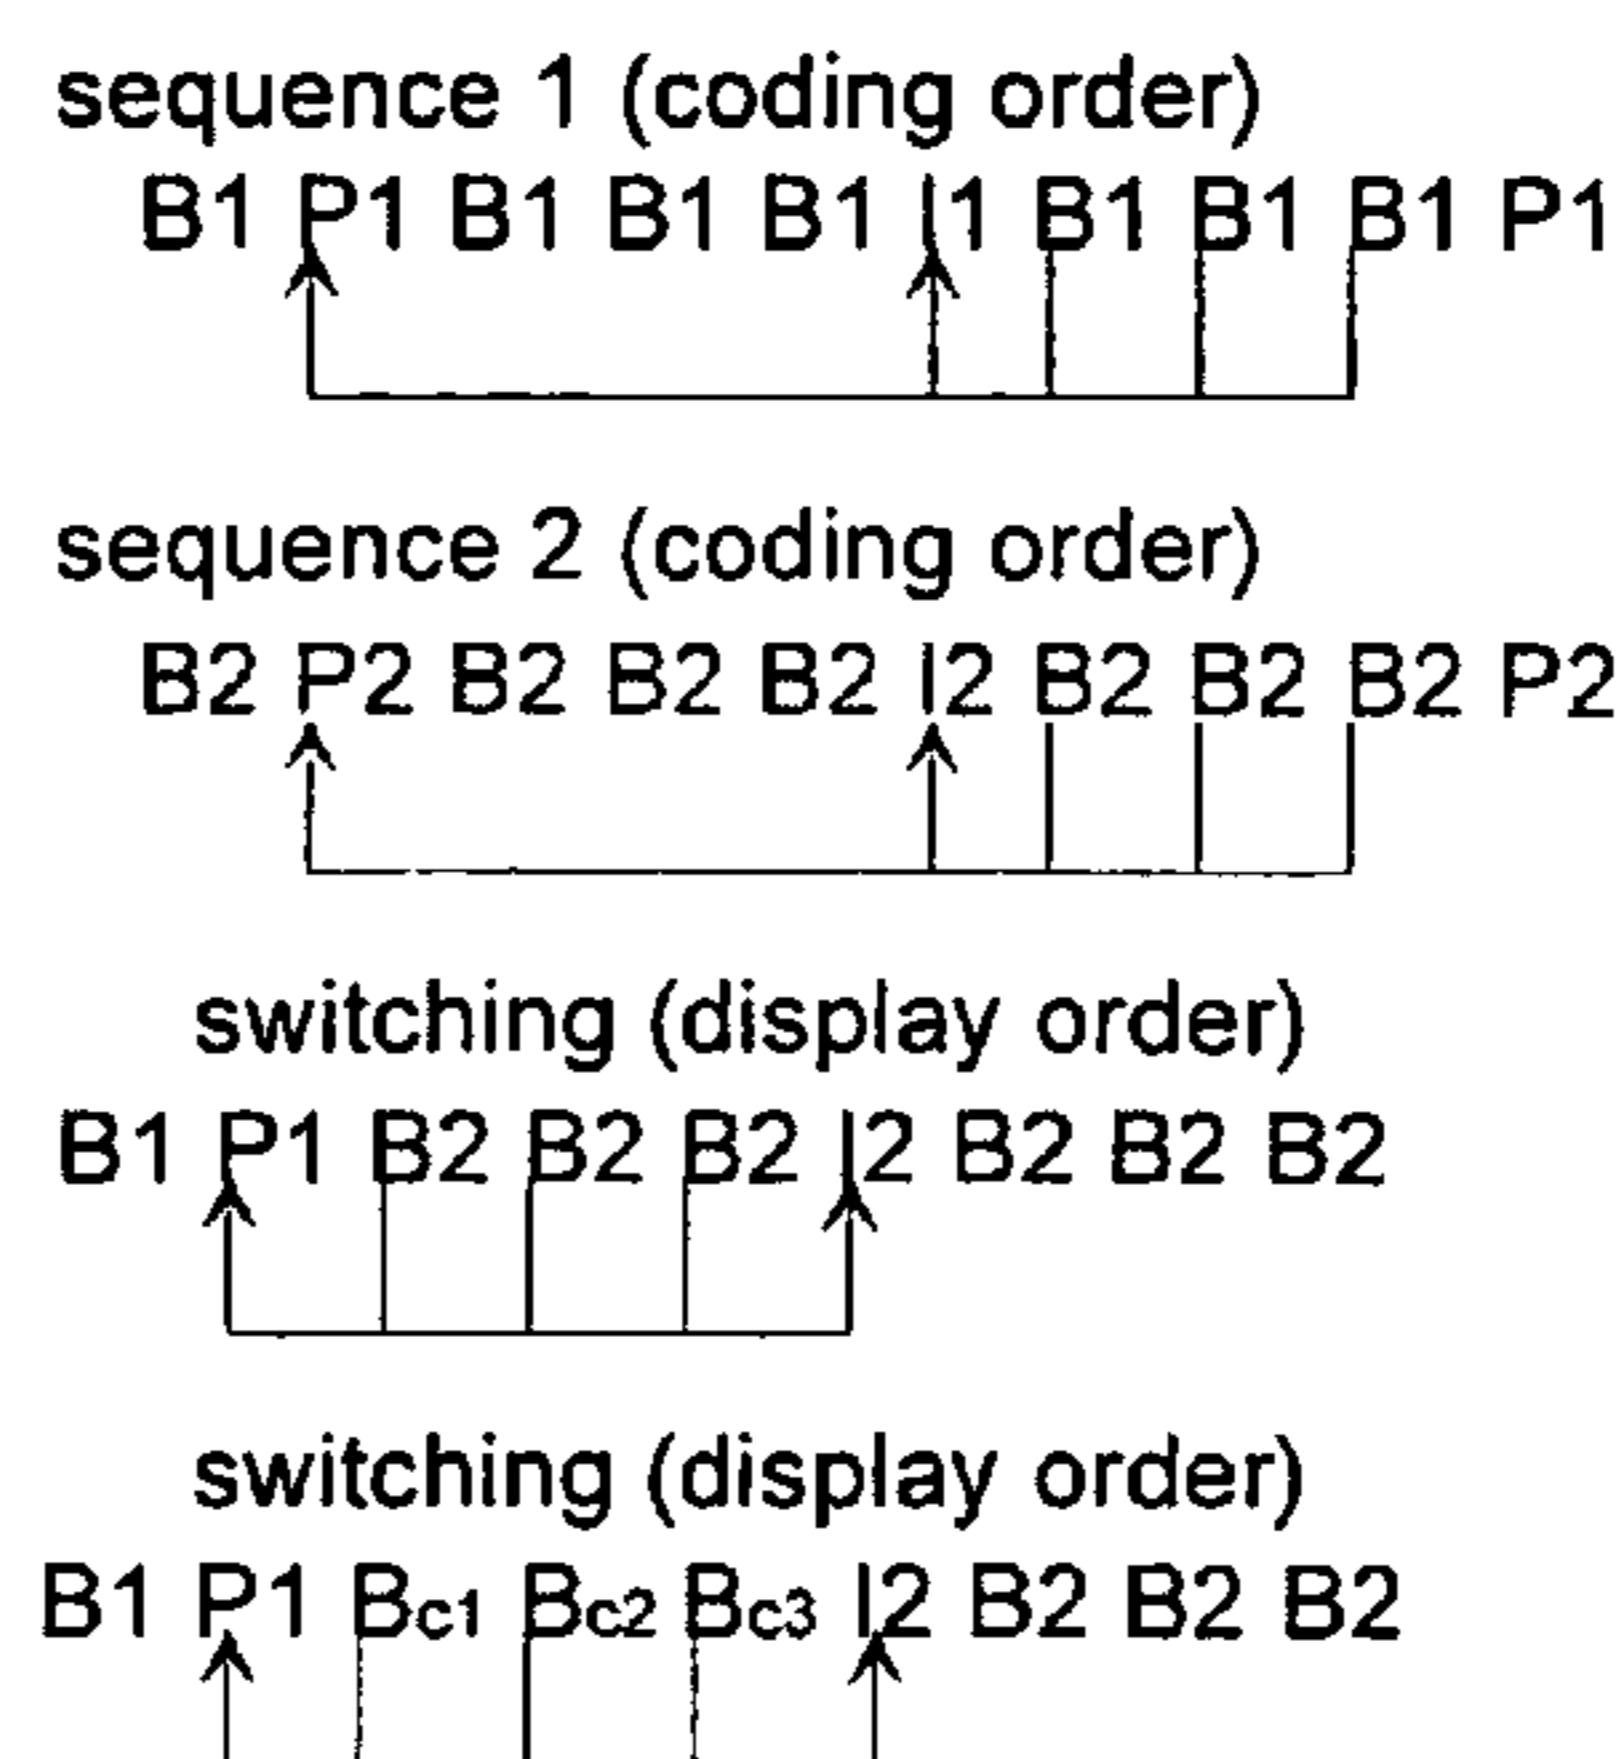 sequence 1 (coding order)
B1 P1 B1 B1 B1 I1 B1 B1 B1 P1
sequence 2 (coding order)
B2 P2 B2 B2 B2 I2 B2 B2 B2 P2
switching (display order)
B1 P1 B2 B2 B2 I2 B2 B2 B2
switching (display order)
B1 P1 Bc1 Bc2 Bc3 I2 B2 B2 B2